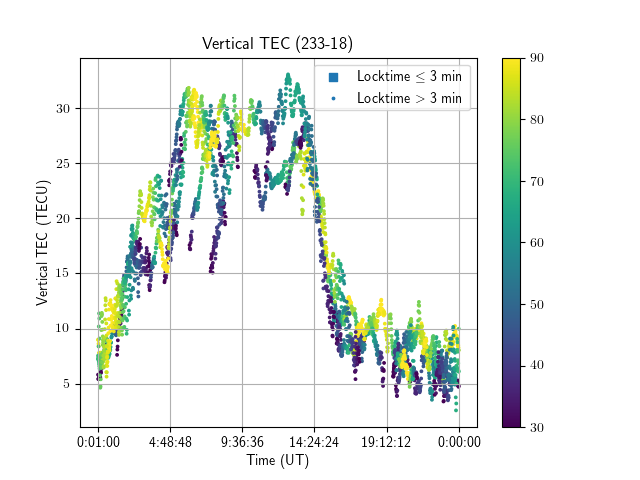 Vertical TEC (233-18)
Locktime ≤ 3 min
Locktime > 3 min
Vertical TEC (TECU)
30
25
20
15
10
5
0:01:00 4:48:48 9:36:36 14:24:24 19:12:12 0:00:00
Time (UT)
90
80
70
60
50
40
30